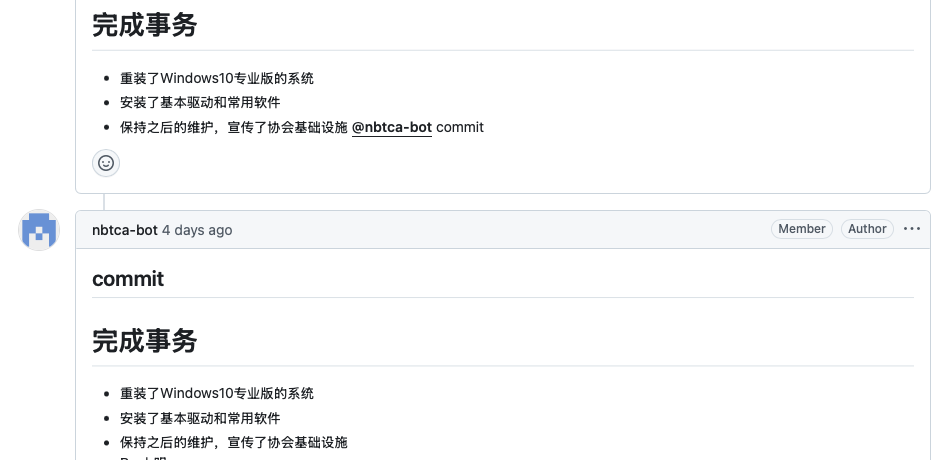 完成事务
重装了Windows10专业版的系统
安装了基本驱动和常用软件
保持之后的维护，宣传了协会基础设施 @nbtca-bot commit
nbtca-bot 4 days ago Member Author
commit
完成事务
重装了Windows10专业版的系统
安装了基本驱动和常用软件
保持之后的维护，宣传了协会基础设施